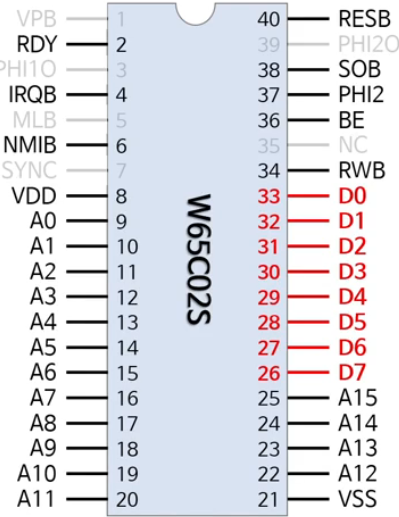 VPB 1 40 RESB
RDY 2 39 PHI2O
PHI1O 3 38 SOB
IRQB 4 37 PHI2
MLB 5 36 BE
NMIB 6 35 NC
SYNC 7 34 RWB
VDD 8 33 D0
A0 9 32 D1
A1 10 31 D2
A2 11 30 D3
A3 12 29 D4
A4 13 28 D5
A5 14 27 D6
A6 15 26 D7
A7 16 25 A15
A8 17 24 A14
A9 18 23 A13
A10 19 22 A12
A11 20 21 VSS
W65C02S